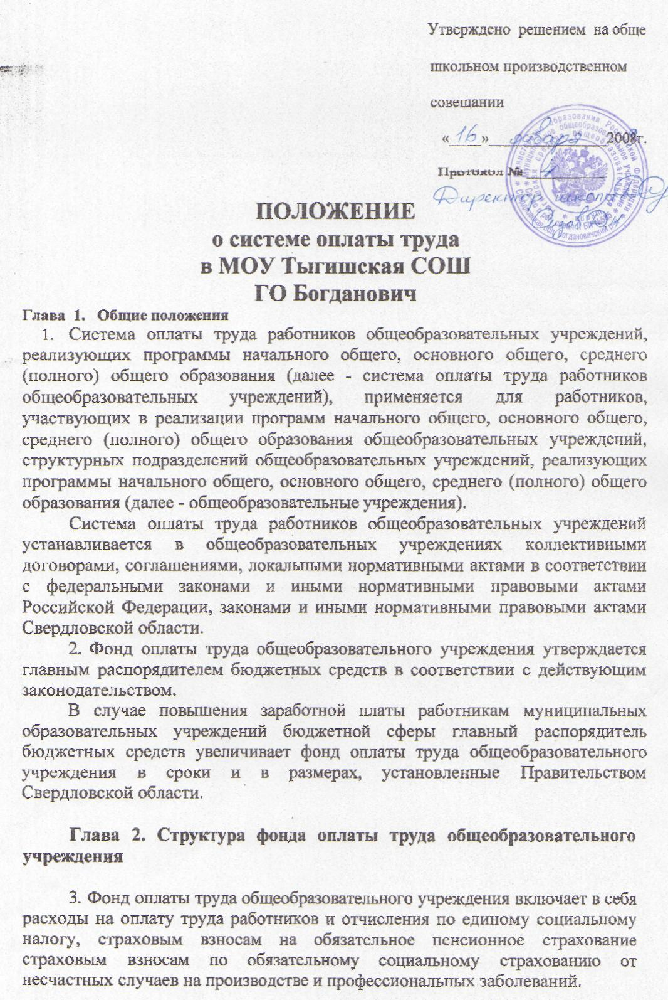 Утверждено решением на обще
школьном производственном
совещании
«16» января 2008г.
Протокол №
Директор школы
ПОЛОЖЕНИЕ
о системе оплаты труда
в МОУ Тыгишская СОШ
ГО Богданович
Глава 1. Общие положения
1. Система оплаты труда работников общеобразовательных учреждений,
реализующих программы начального общего, основного общего, среднего
(полного) общего образования (далее - система оплаты труда работников
общеобразовательных учреждений), применяется для работников,
участвующих в реализации программ начального общего, основного общего,
среднего (полного) общего образования общеобразовательных учреждений,
структурных подразделений общеобразовательных учреждений, реализующих
программы начального общего, основного общего, среднего (полного) общего
образования (далее - общеобразовательные учреждения).
Система оплаты труда работников общеобразовательных учреждений
устанавливается в общеобразовательных учреждениях коллективными
договорами, соглашениями, локальными нормативными актами в соответствии
с федеральными законами и иными нормативными правовыми актами
Российской Федерации, законами и иными нормативными правовыми актами
Свердловской области.
2. Фонд оплаты труда общеобразовательного учреждения утверждается
главным распорядителем бюджетных средств в соответствии с действующим
законодательством.
В случае повышения заработной платы работникам муниципальных
образовательных учреждений бюджетной сферы главный распорядитель
бюджетных средств увеличивает фонд оплаты труда общеобразовательного
учреждения в сроки и в размерах, установленные Правительством
Свердловской области.
Глава 2. Структура фонда оплаты труда общеобразовательного
учреждения
3. Фонд оплаты труда общеобразовательного учреждения включает в себя
расходы на оплату труда работников и отчисления по единому социальному
налогу, страховым взносам на обязательное пенсионное страхование
страховым взносам по обязательному социальному страхованию от
несчастных случаев на производстве и профессиональных заболеваний.